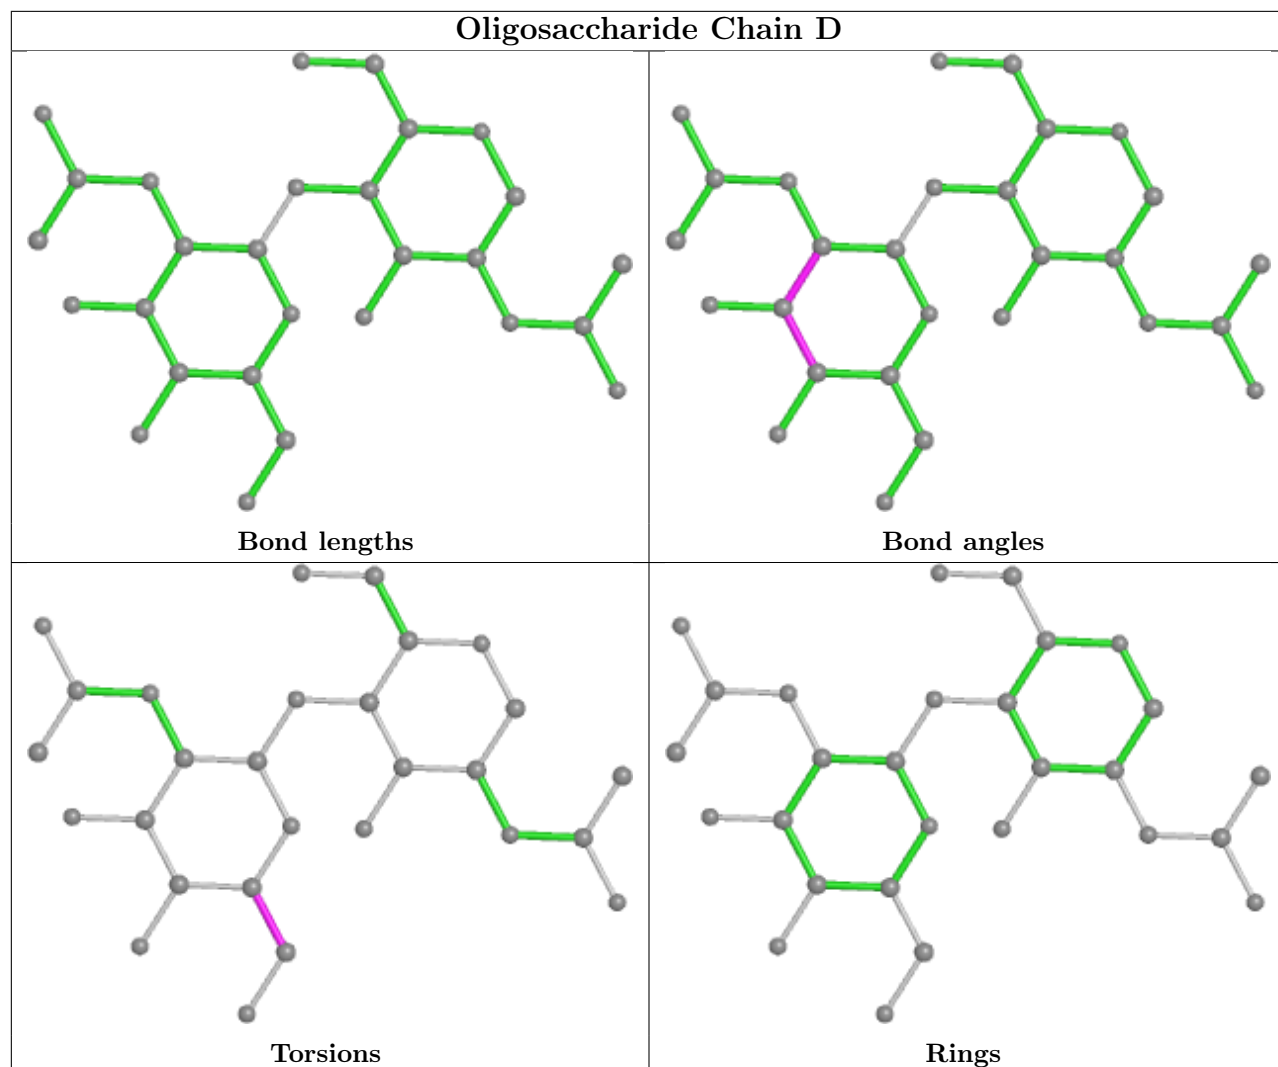 Oligosaccharide Chain D
Bond lengths
Bond angles
Torsions
Rings